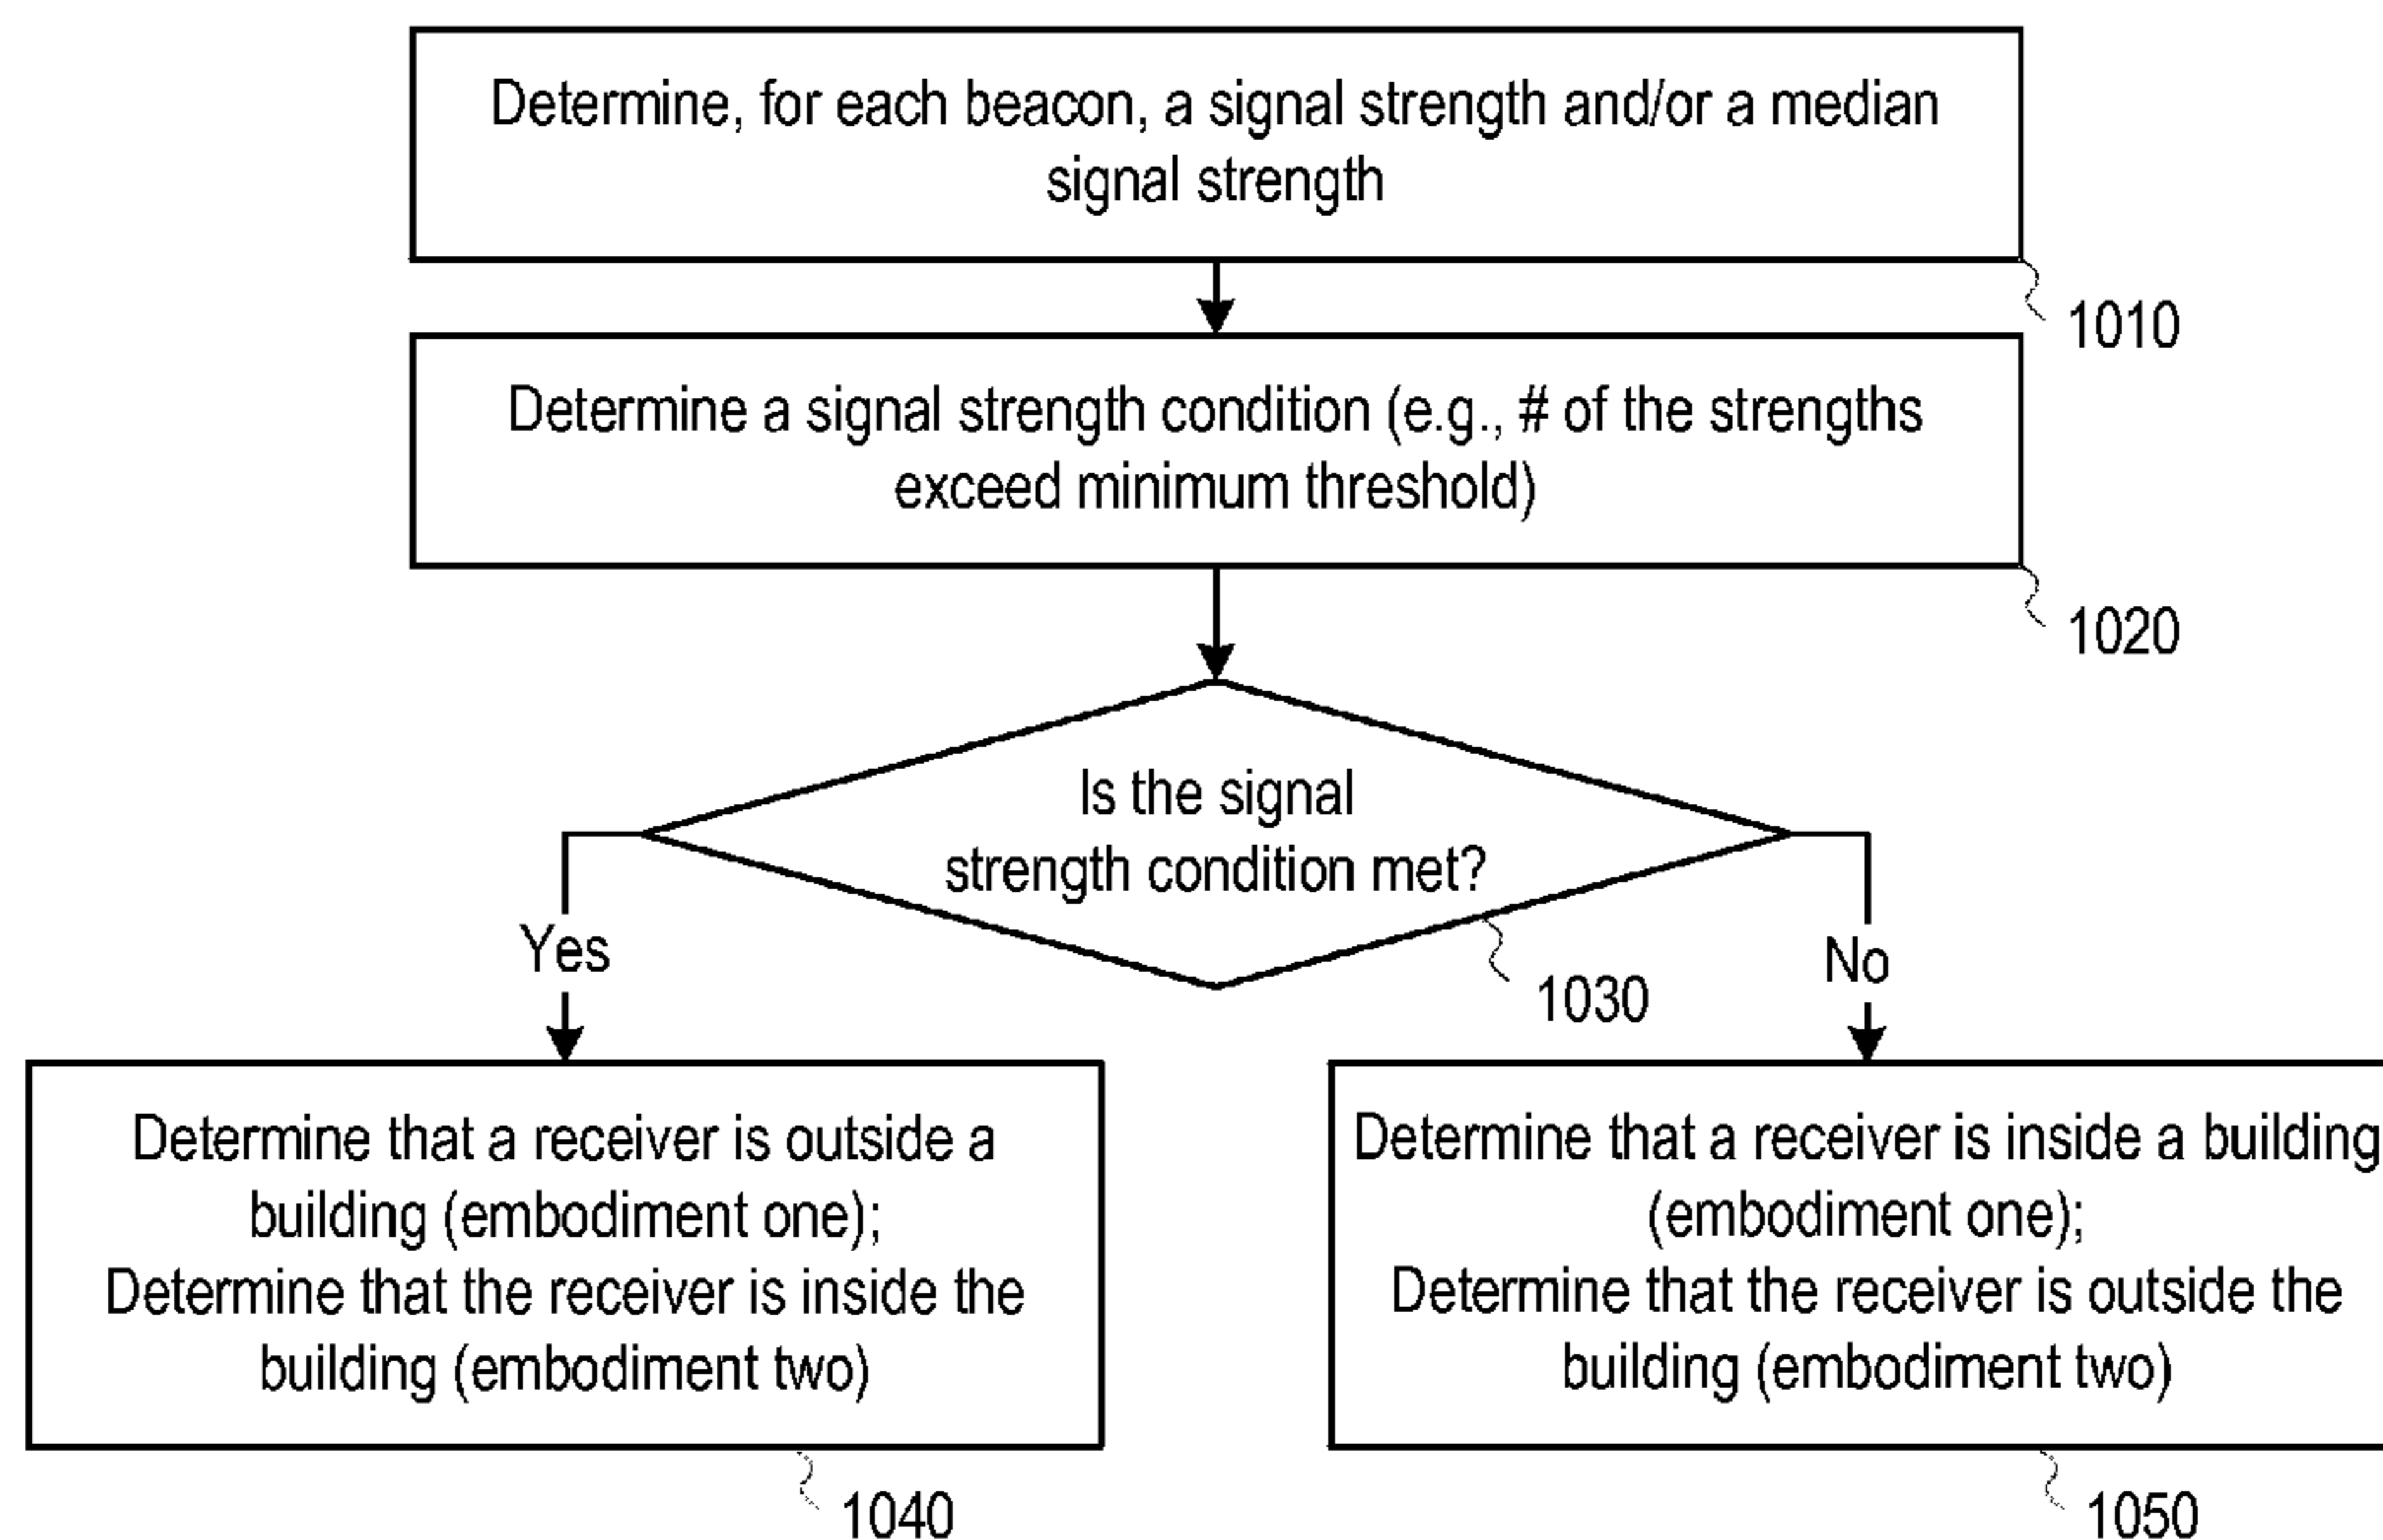 Determine, for each beacon, a signal strength and/or a median
signal strength
1010
Determine a signal strength condition (e.g., # of the strengths
exceed minimum threshold)
1020
Is the signal
strength condition met?
1030
Yes
No
Determine that a receiver is outside a
building (embodiment one);
Determine that the receiver is inside the
building (embodiment two)
1040
Determine that a receiver is inside a building
(embodiment one);
Determine that the receiver is outside the
building (embodiment two)
1050